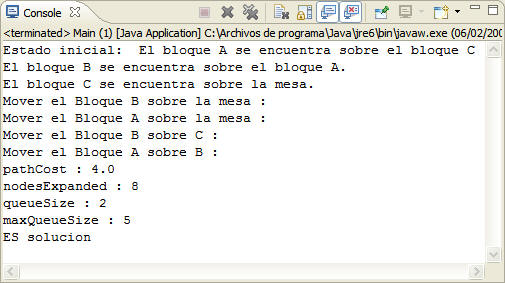 Console
<terminated> Main (1) [Java Application] C:\Archivos de programa\Java\jre6\bin\javaw.exe (06/02/200
Estado inicial:  El bloque A se encuentra sobre el bloque C
El bloque B se encuentra sobre el bloque A.
El bloque C se encuentra sobre la mesa.
Mover el Bloque B sobre la mesa :
Mover el Bloque A sobre la mesa :
Mover el Bloque B sobre C :
Mover el Bloque A sobre B :
pathCost : 4.0
nodesExpanded : 8
queueSize : 2
maxQueueSize : 5
ES solucion